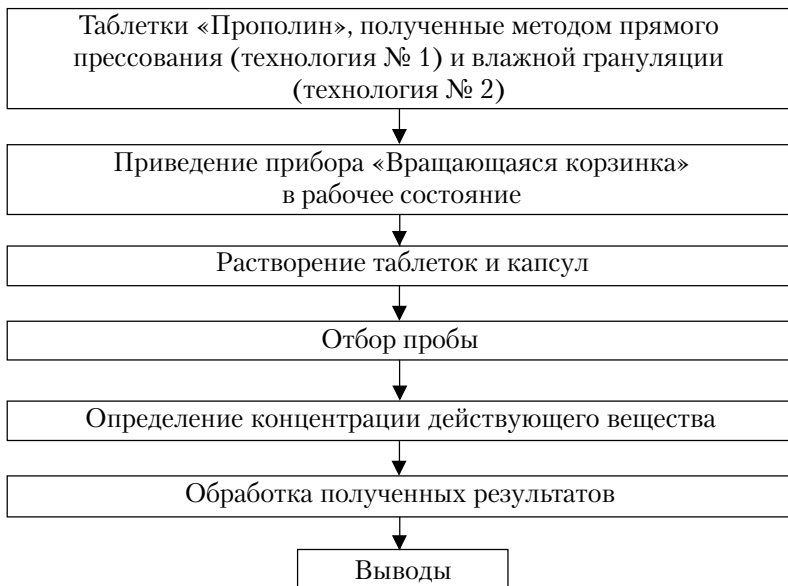 Таблетки «Прополин», полученные методом прямого
прессования (технология № 1) и влажной грануляции
(технология № 2)
Приведение прибора «Вращающаяся корзинка»
в рабочее состояние
Растворение таблеток и капсул
Отбор пробы
Определение концентрации действующего вещества
Обработка полученных результатов
Выводы